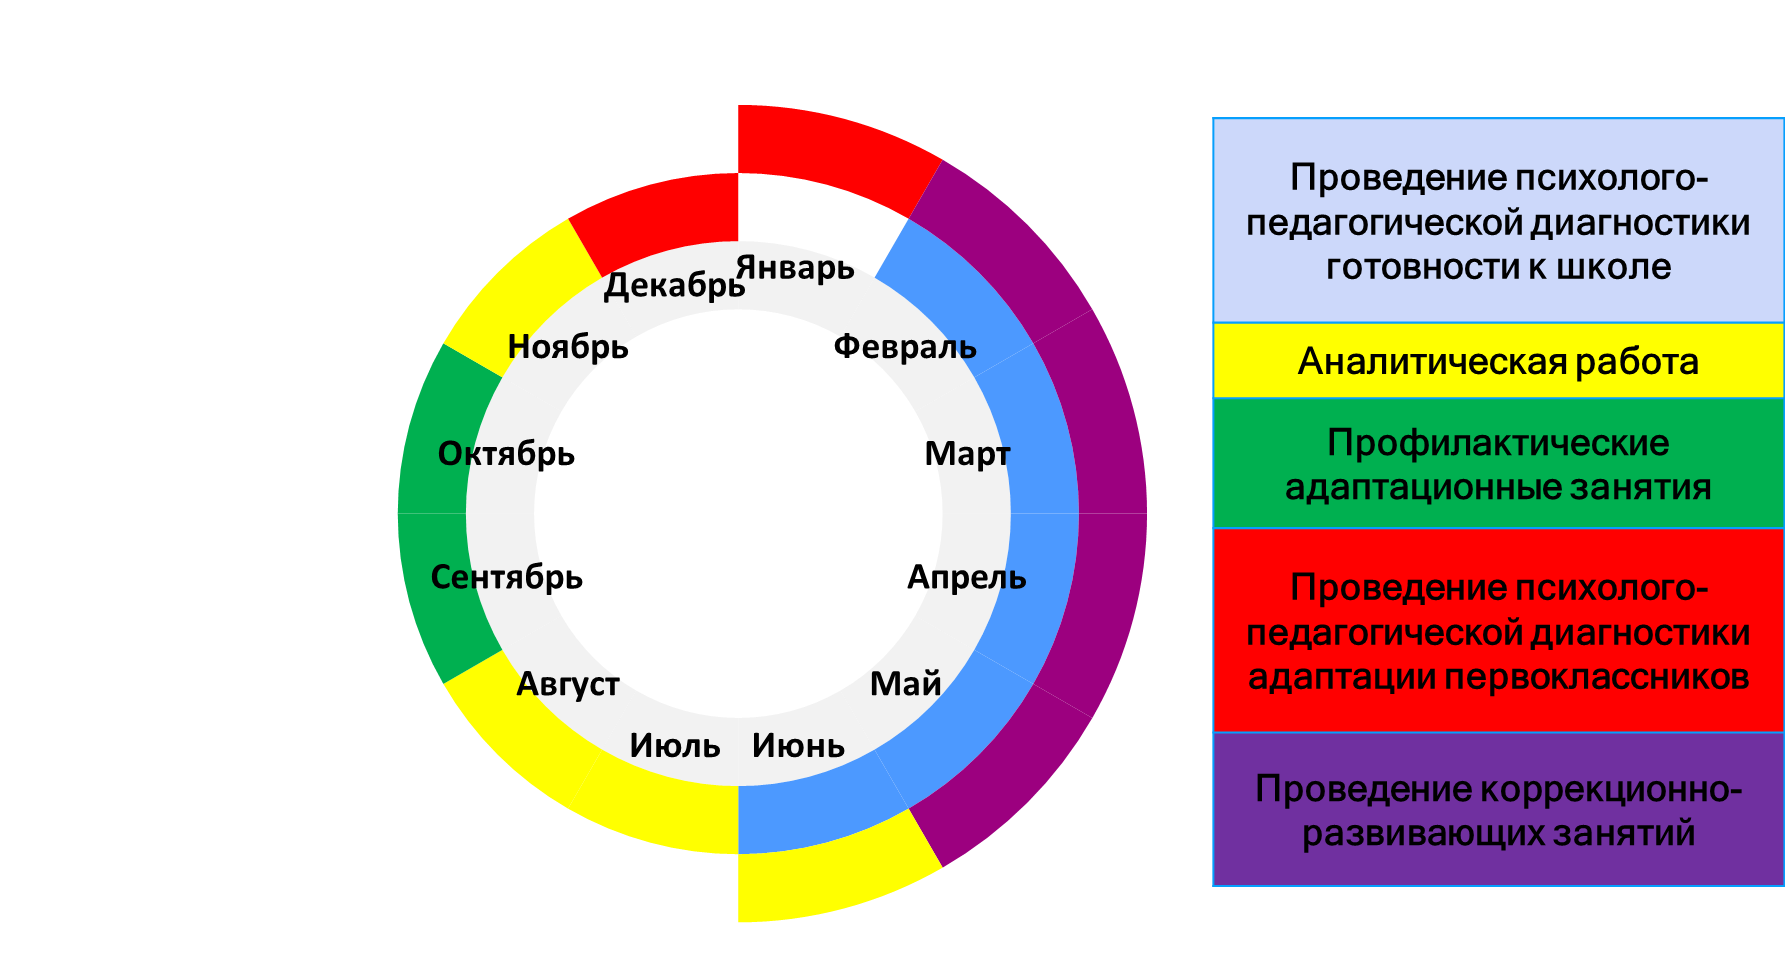 Январь
Февраль
Март
Апрель
Май
Июнь
Июль
Август
Сентябрь
Октябрь
Ноябрь
Декабрь
Проведение психолого-
педагогической диагностики
готовности к школе
Аналитическая работа
Профилактические
адаптационные занятия
Проведение психолого-
педагогической диагностики
адаптации первоклассников
Проведение коррекционно-
развивающих занятий